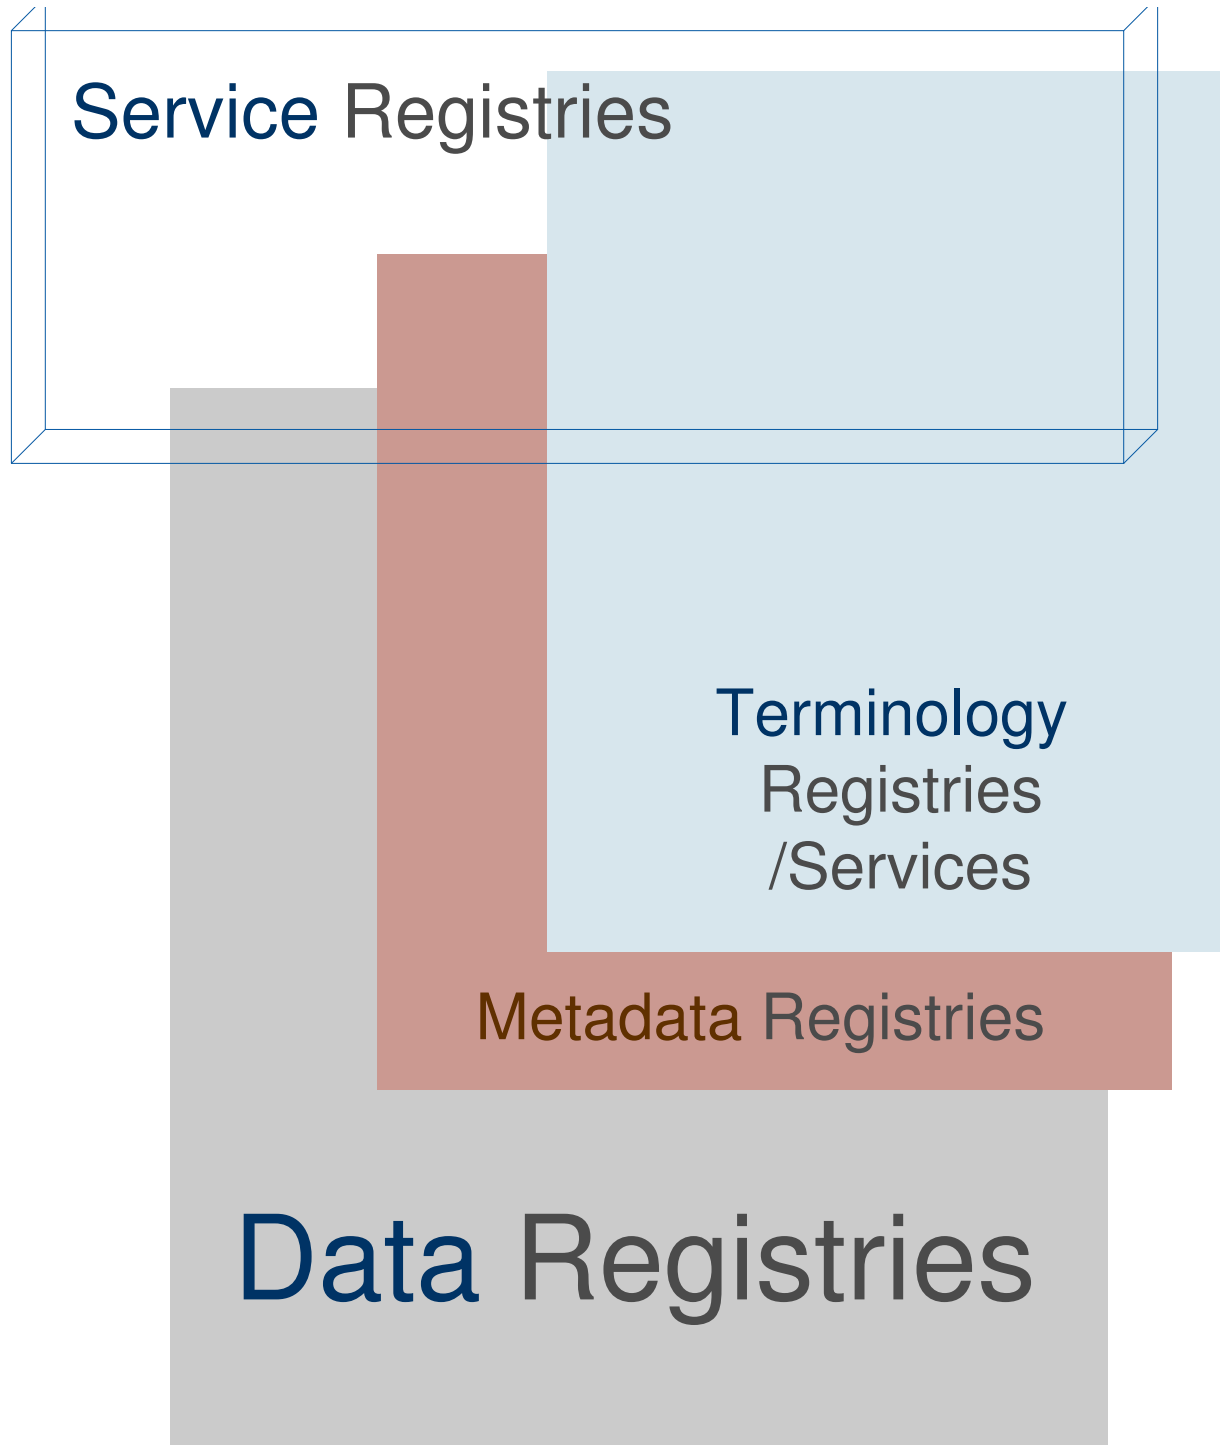 Service Registries
Terminology
Registries
/Services
Metadata Registries
Data Registries